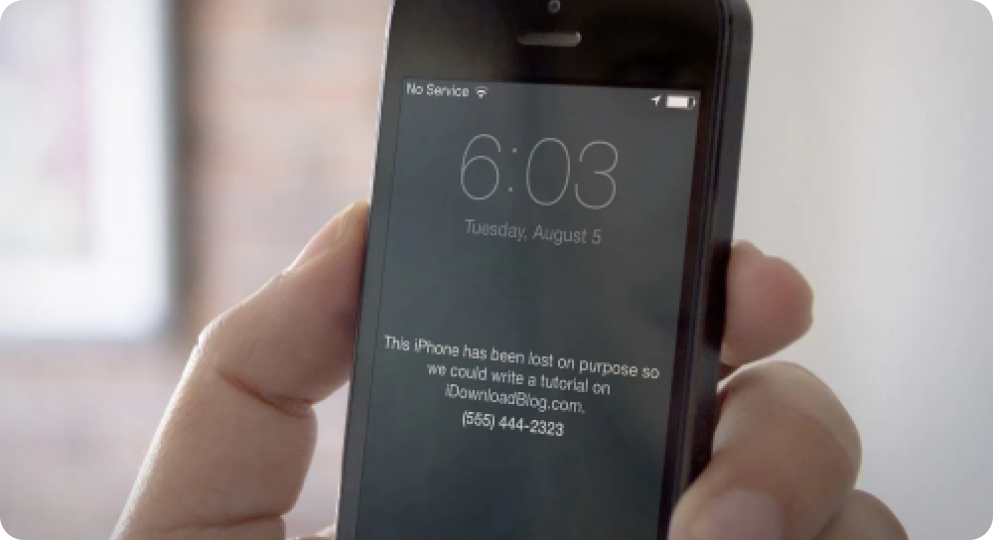 No Service
6:03
Tuesday, August 5
This iPhone has been lost on purpose so
we could write a tutorial on
iDownloadBlog.com.
(555) 444-2323